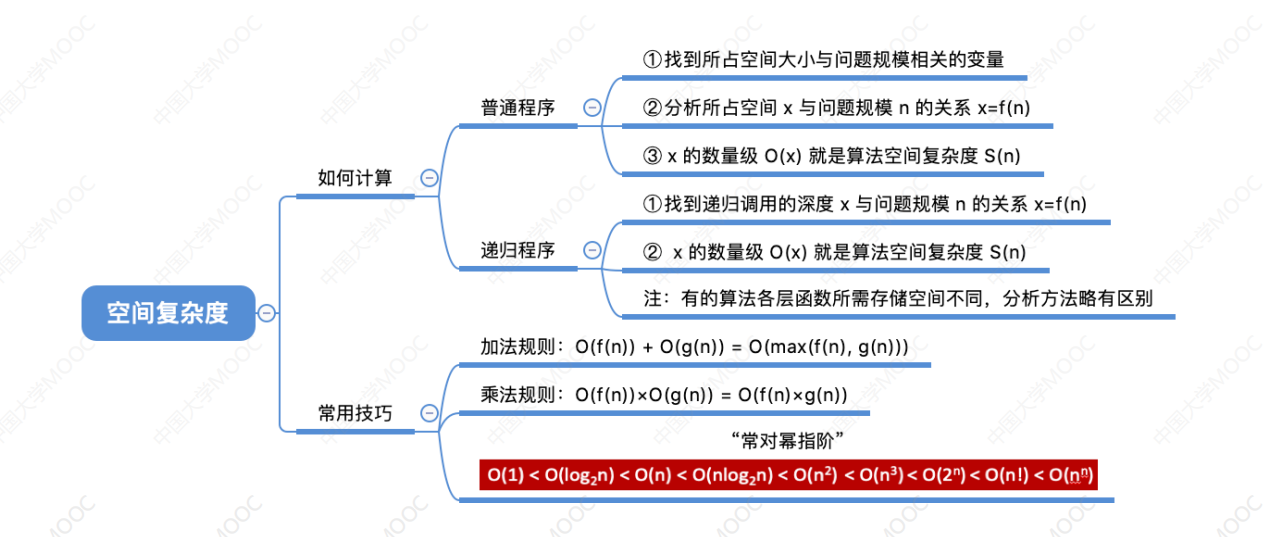 空间复杂度
如何计算
普通程序
①找到所占空间大小与问题规模相关的变量
②分析所占空间 x 与问题规模 n 的关系 x=f(n)
③ x 的数量级 O(x) 就是算法空间复杂度 S(n)
递归程序
①找到递归调用的深度 x 与问题规模 n 的关系 x=f(n)
② x 的数量级 O(x) 就是算法空间复杂度 S(n)
注：有的算法各层函数所需存储空间不同，分析方法略有区别
常用技巧
加法规则：O(f(n)) + O(g(n)) = O(max(f(n), g(n)))
乘法规则：O(f(n))×O(g(n)) = O(f(n)×g(n))
“常对幂指阶”
O(1) < O(log₂n) < O(n) < O(nlog₂n) < O(n²) < O(n³) < O(2ⁿ) < O(n!) < O(nⁿ)
中国大学MOOC